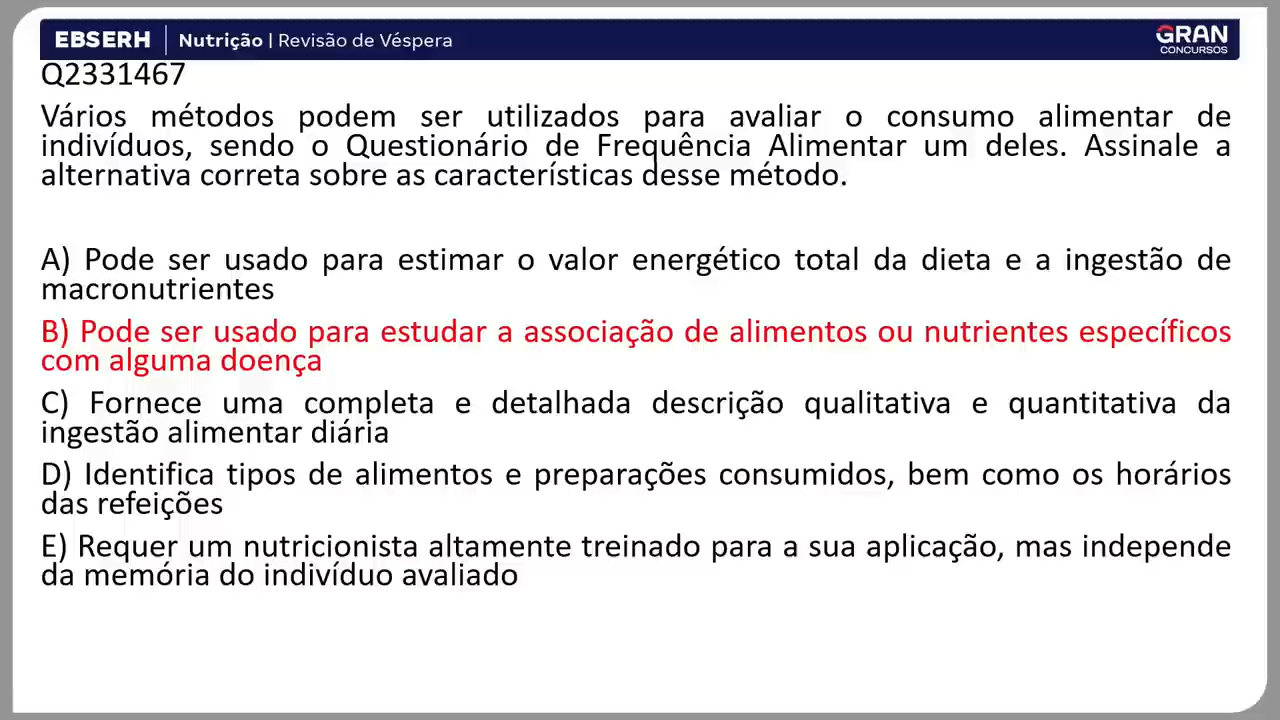 EBSERH Nutrição | Revisão de Véspera
GRAN
CONCURSOS
Q2331467
Vários métodos podem ser utilizados para avaliar o consumo alimentar de
indivíduos, sendo o Questionário de Frequência Alimentar um deles. Assinale a
alternativa correta sobre as características desse método.
A) Pode ser usado para estimar o valor energético total da dieta e a ingestão de
macronutrientes
B) Pode ser usado para estudar a associação de alimentos ou nutrientes específicos
com alguma doença
C) Fornece uma completa e detalhada descrição qualitativa e quantitativa da
ingestão alimentar diária
D) Identifica tipos de alimentos e preparações consumidos, bem como os horários
das refeições
E) Requer um nutricionista altamente treinado para a sua aplicação, mas independe
da memória do indivíduo avaliado